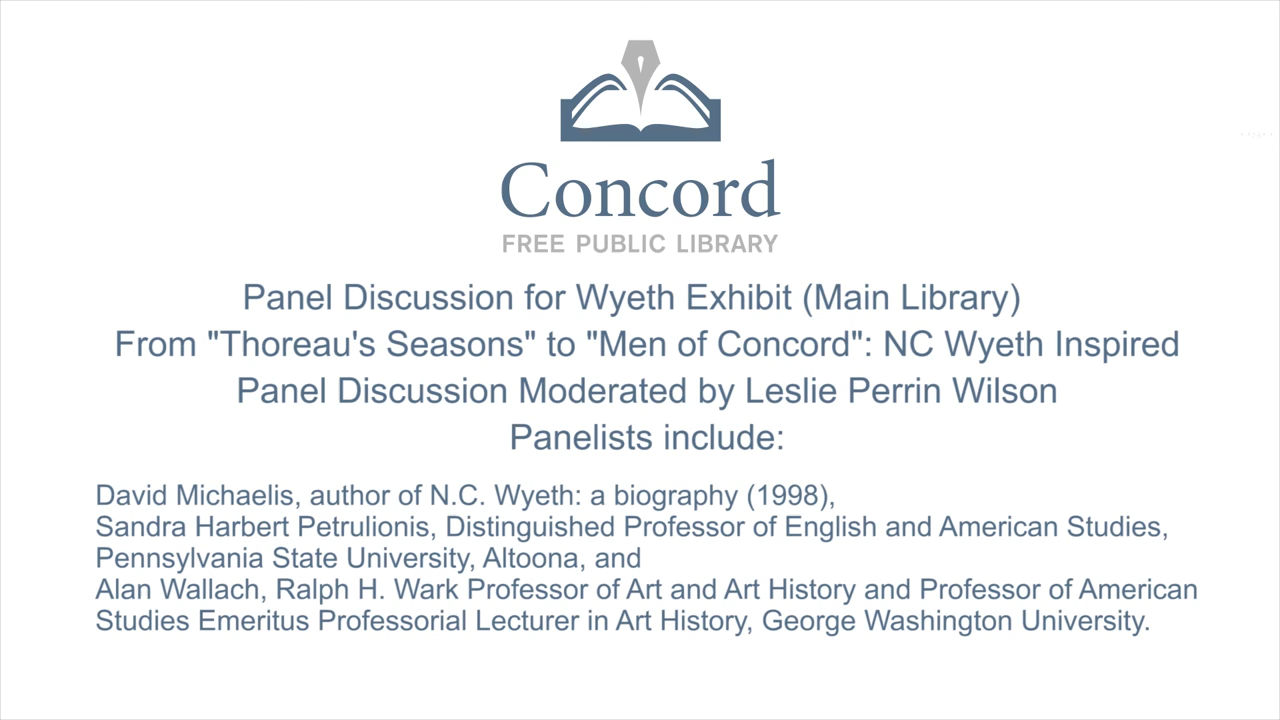 Concord
FREE PUBLIC LIBRARY
Panel Discussion for Wyeth Exhibit (Main Library)
From "Thoreau's Seasons" to "Men of Concord": NC Wyeth Inspired
Panel Discussion Moderated by Leslie Perrin Wilson
Panelists include:
David Michaelis, author of N.C. Wyeth: a biography (1998),
Sandra Harbert Petrulionis, Distinguished Professor of English and American Studies,
Pennsylvania State University, Altoona, and
Alan Wallach, Ralph H. Wark Professor of Art and Art History and Professor of American
Studies Emeritus Professorial Lecturer in Art History, George Washington University.